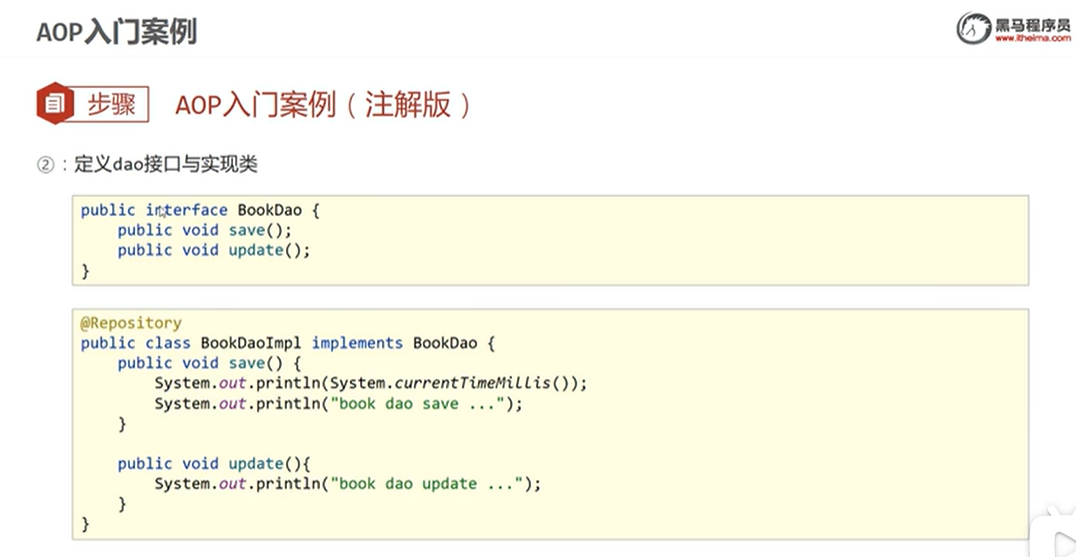 AOP入门案例
黑马程序员
www.itheima.com
步骤
AOP入门案例（注解版）
②：定义dao接口与实现类
public interface BookDao {
    public void save();
    public void update();
}
@Repository
public class BookDaoImpl implements BookDao {
    public void save() {
        System.out.println(System.currentTimeMillis());
        System.out.println("book dao save ...");
    }
    public void update(){
        System.out.println("book dao update ...");
    }
}